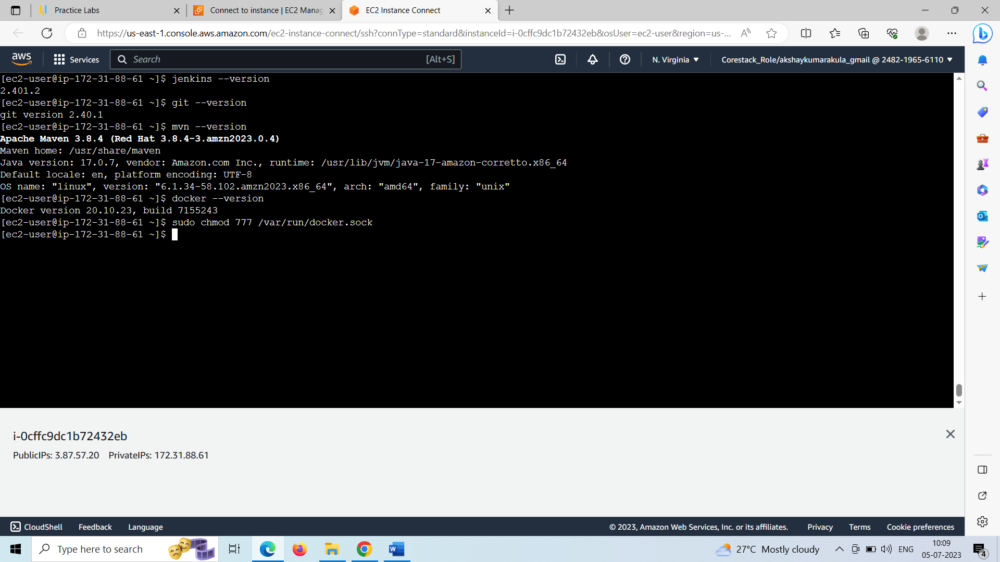 Practice Labs
Connect to instance | EC2 Manag
EC2 Instance Connect
https://us-east-1.console.aws.amazon.com/ec2-instance-connect/ssh?connType=standard&instanceId=i-0cffc9dc1b72432eb&osUser=ec2-user&region=us-...
aws
Services
Search
[Alt+S]
N. Virginia
Corestack_Role/akshaykumarakula_gmail @ 2482-1965-6110
[ec2-user@ip-172-31-88-61 ~]$ jenkins --version
2.401.2
[ec2-user@ip-172-31-88-61 ~]$ git --version
git version 2.40.1
[ec2-user@ip-172-31-88-61 ~]$ mvn --version
Apache Maven 3.8.4 (Red Hat 3.8.4-3.amzn2023.0.4)
Maven home: /usr/share/maven
Java version: 17.0.7, vendor: Amazon.com Inc., runtime: /usr/lib/jvm/java-17-amazon-corretto.x86_64
Default locale: en, platform encoding: UTF-8
OS name: "linux", version: "6.1.34-58.102.amzn2023.x86_64", arch: "amd64", family: "unix"
[ec2-user@ip-172-31-88-61 ~]$ docker --version
Docker version 20.10.23, build 7155243
[ec2-user@ip-172-31-88-61 ~]$ sudo chmod 777 /var/run/docker.sock
[ec2-user@ip-172-31-88-61 ~]$
i-0cffc9dc1b72432eb
PublicIPs: 3.87.57.20 PrivateIPs: 172.31.88.61
CloudShell
Feedback
Language
© 2023, Amazon Web Services, Inc. or its affiliates.
Privacy
Terms
Cookie preferences
Type here to search
27°C Mostly cloudy
ENG
10:09
05-07-2023
4